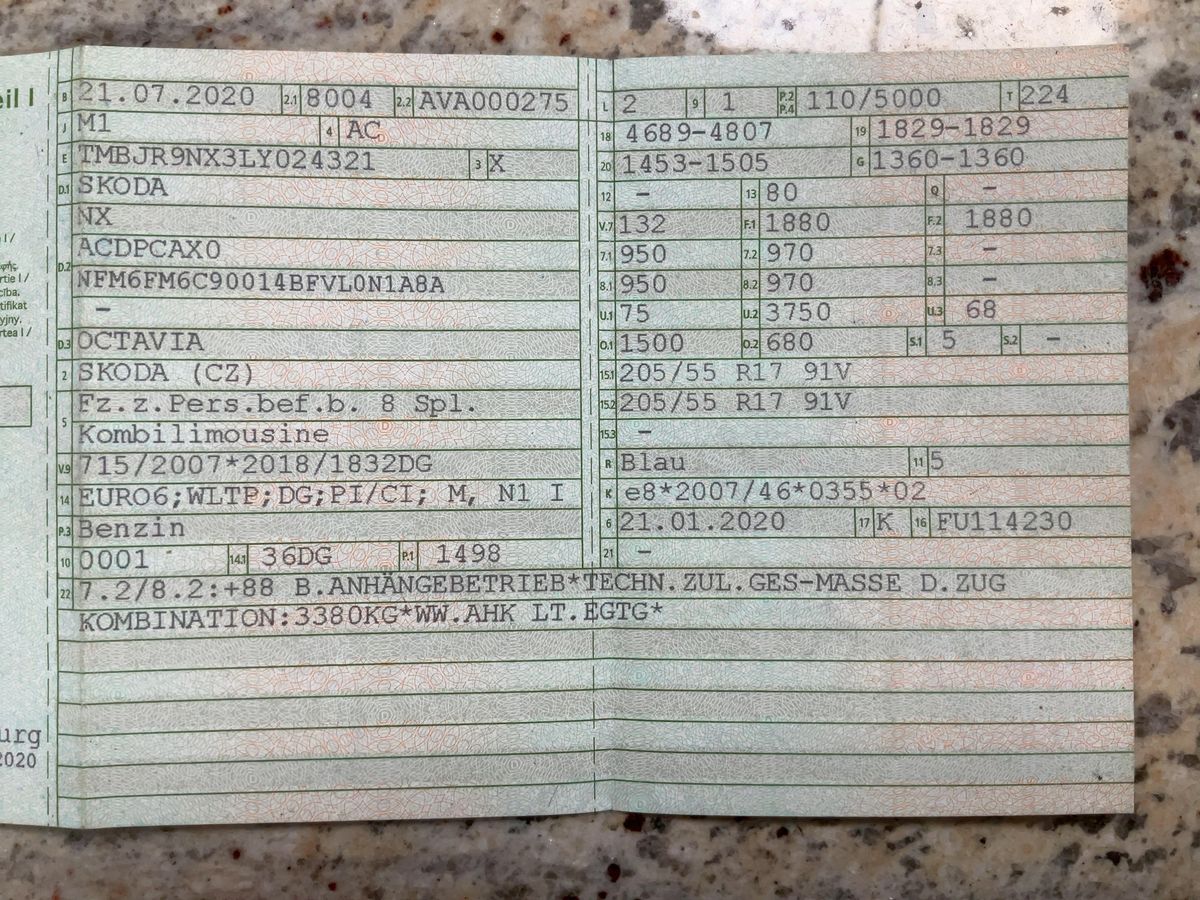 eil I
B 21.07.2020 2.1 8004 2.2 AVA000275
J M1 4 AC
E TMBJR9NX3LY024321 3 X
D.1 SKODA
NX
D.2 ACDPCAX0
NFM6FM6C90014BFVL0N1A8A
–
D.3 OCTAVIA
2 SKODA (CZ)
5 Fz.z.Pers.bef.b. 8 Spl.
Kombilimousine
V.9 715/2007*2018/1832DG
14 EURO6;WLTP;DG;PI/CI; M, N1 I
P.3 Benzin
10 0001 14.1 36DG P.1 1498
L 2 9 1 P.2 P.4 110/5000 T 224
18 4689-4807 19 1829-1829
20 1453-1505 G 1360-1360
12 – 13 80 Q –
V.7 132 F.1 1880 F.2 1880
7.1 950 7.2 970 7.3 –
8.1 950 8.2 970 8.3 –
U.1 75 U.2 3750 U.3 68
O.1 1500 O.2 680 S.1 5 S.2 –
15.1 205/55 R17 91V
15.2 205/55 R17 91V
15.3 –
R Blau 11 5
K e8*2007/46*0355*02
6 21.01.2020 17 K 16 FU114230
21 –
22 7.2/8.2:+88 B.ANHÄNGEBETRIEB*TECHN.ZUL.GES-MASSE D.ZUG
KOMBINATION:3380KG*WW.AHK LT.EGTG*
urg
2020